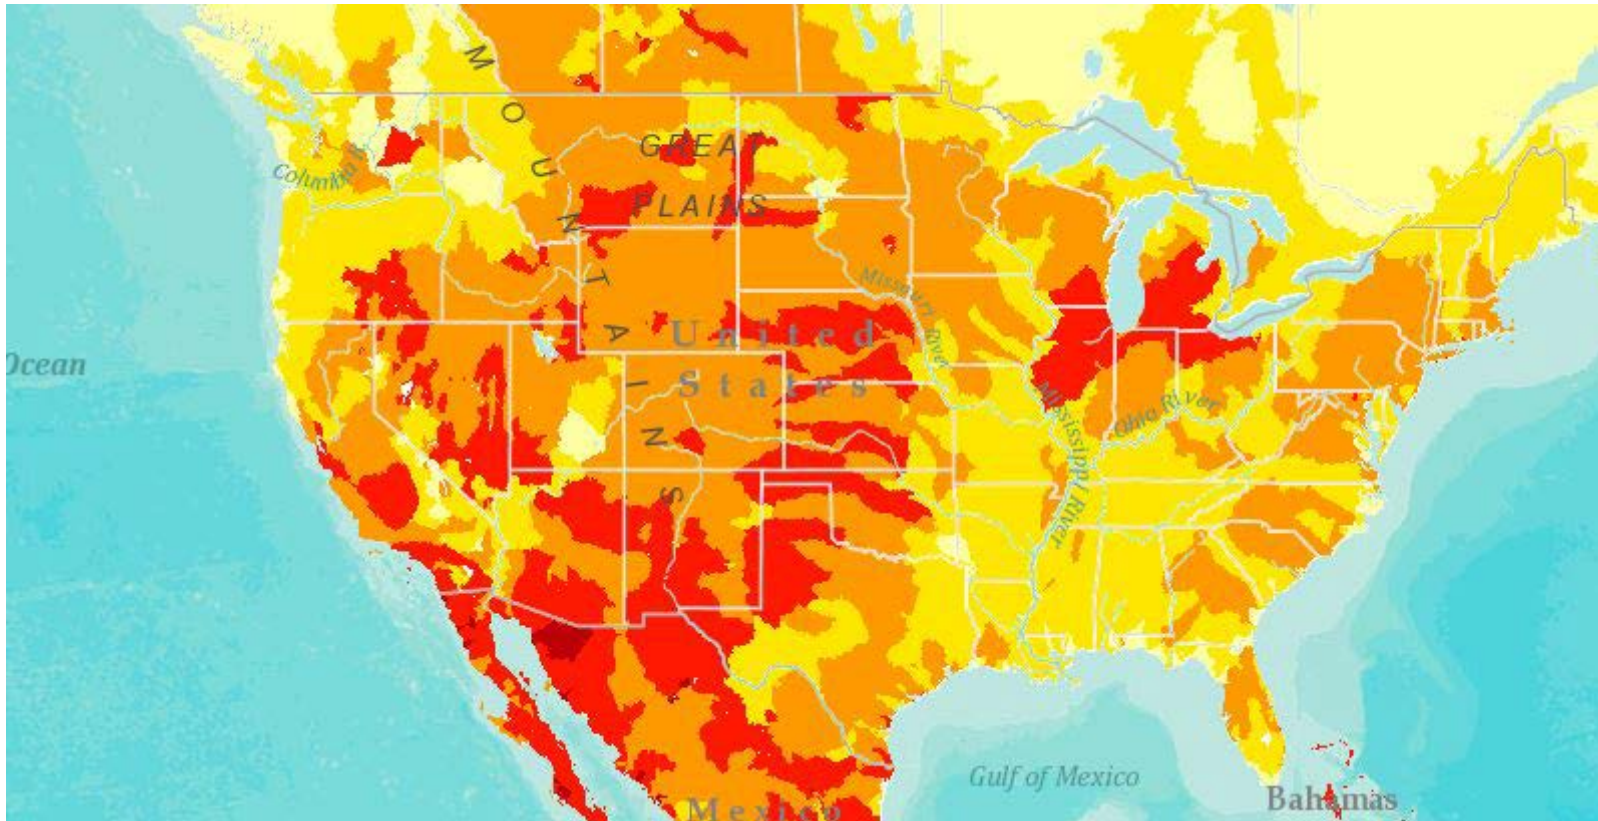 MOUNTAINS
GREAT
PLAINS
Columbia R.
Missouri River
United
States
Ocean
Mississippi River
Ohio River
Gulf of Mexico
Bahamas
Mexico